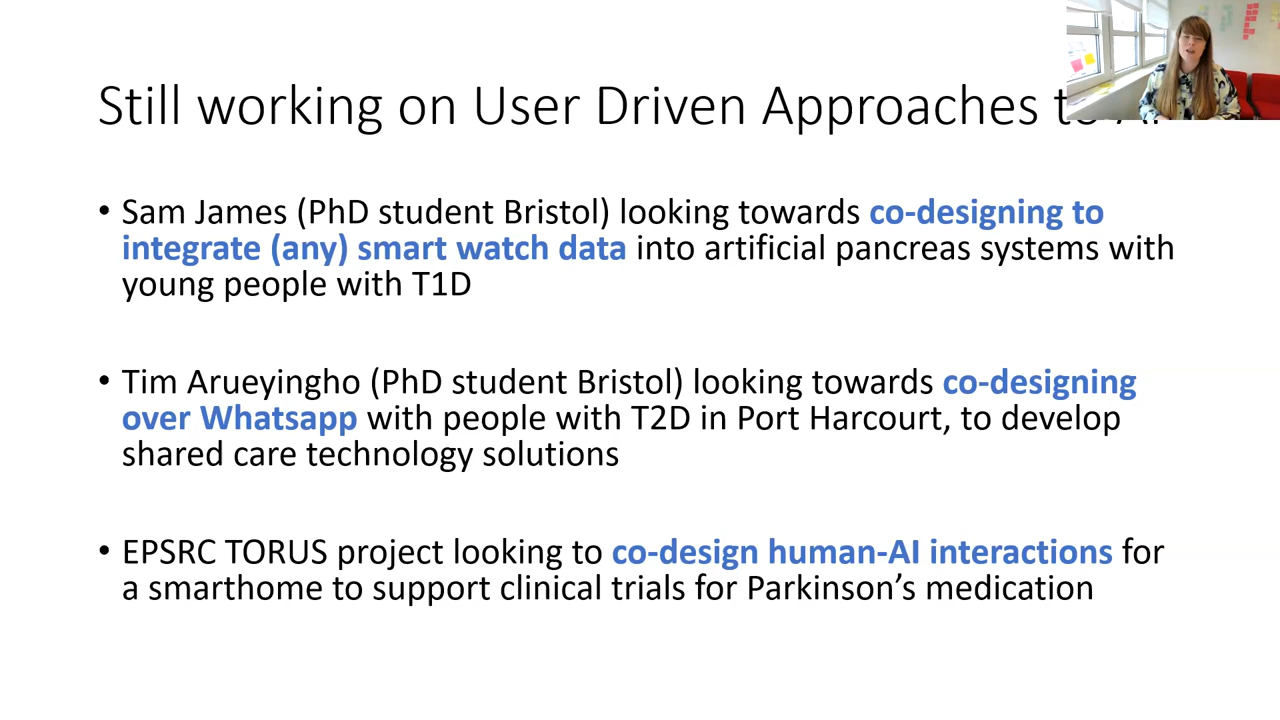 Still working on User Driven Approaches to AI
• Sam James (PhD student Bristol) looking towards co-designing to
integrate (any) smart watch data into artificial pancreas systems with
young people with T1D
• Tim Arueyingho (PhD student Bristol) looking towards co-designing
over Whatsapp with people with T2D in Port Harcourt, to develop
shared care technology solutions
• EPSRC TORUS project looking to co-design human-AI interactions for
a smarthome to support clinical trials for Parkinson’s medication